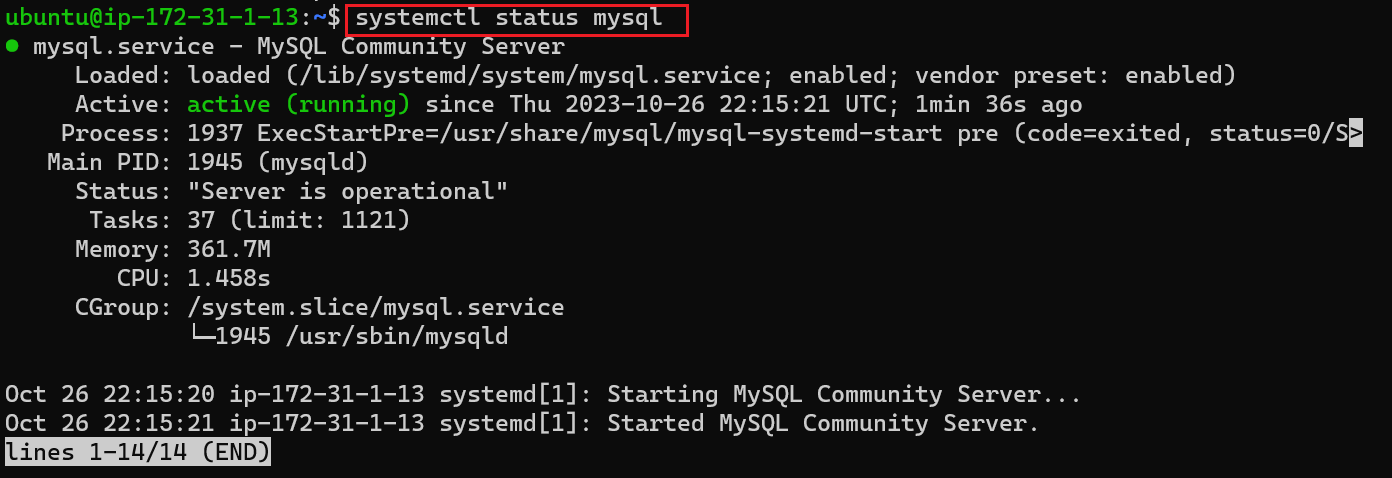 ubuntu@ip-172-31-1-13:~$ systemctl status mysql
● mysql.service - MySQL Community Server
     Loaded: loaded (/lib/systemd/system/mysql.service; enabled; vendor preset: enabled)
     Active: active (running) since Thu 2023-10-26 22:15:21 UTC; 1min 36s ago
    Process: 1937 ExecStartPre=/usr/share/mysql/mysql-systemd-start pre (code=exited, status=0/S>
   Main PID: 1945 (mysqld)
     Status: "Server is operational"
      Tasks: 37 (limit: 1121)
     Memory: 361.7M
        CPU: 1.458s
     CGroup: /system.slice/mysql.service
             └─1945 /usr/sbin/mysqld
Oct 26 22:15:20 ip-172-31-1-13 systemd[1]: Starting MySQL Community Server...
Oct 26 22:15:21 ip-172-31-1-13 systemd[1]: Started MySQL Community Server.
lines 1-14/14 (END)